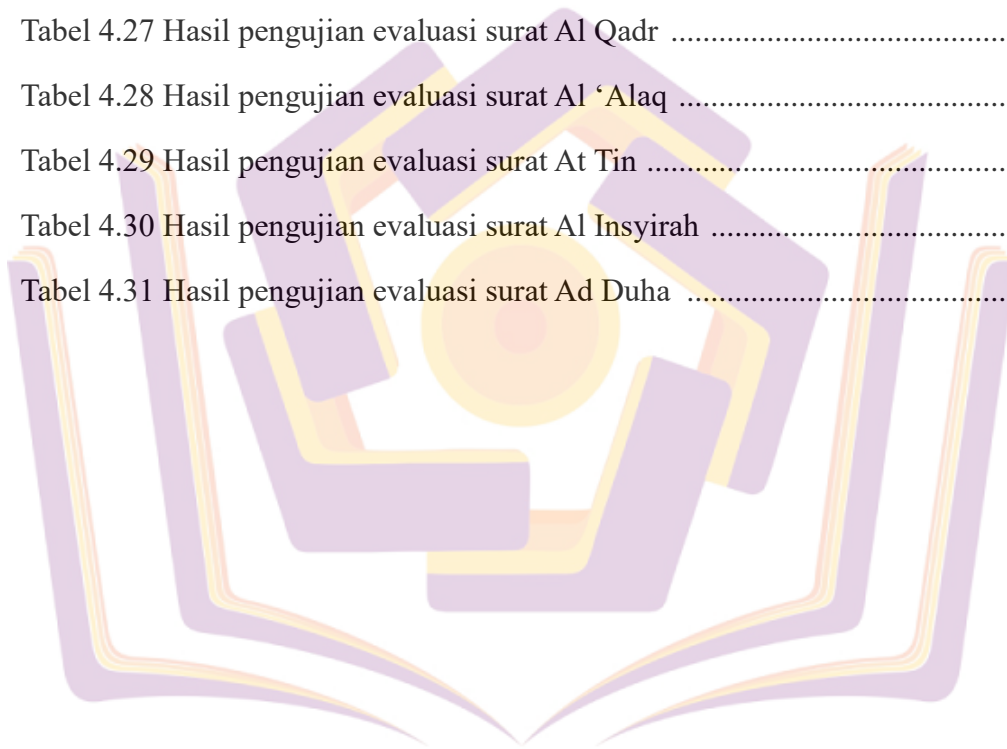 Tabel 4.27 Hasil pengujian evaluasi surat Al Qadr ........................................
Tabel 4.28 Hasil pengujian evaluasi surat Al ‘Alaq .......................................
Tabel 4.29 Hasil pengujian evaluasi surat At Tin ...........................................
Tabel 4.30 Hasil pengujian evaluasi surat Al Insyirah ...................................
Tabel 4.31 Hasil pengujian evaluasi surat Ad Duha ......................................